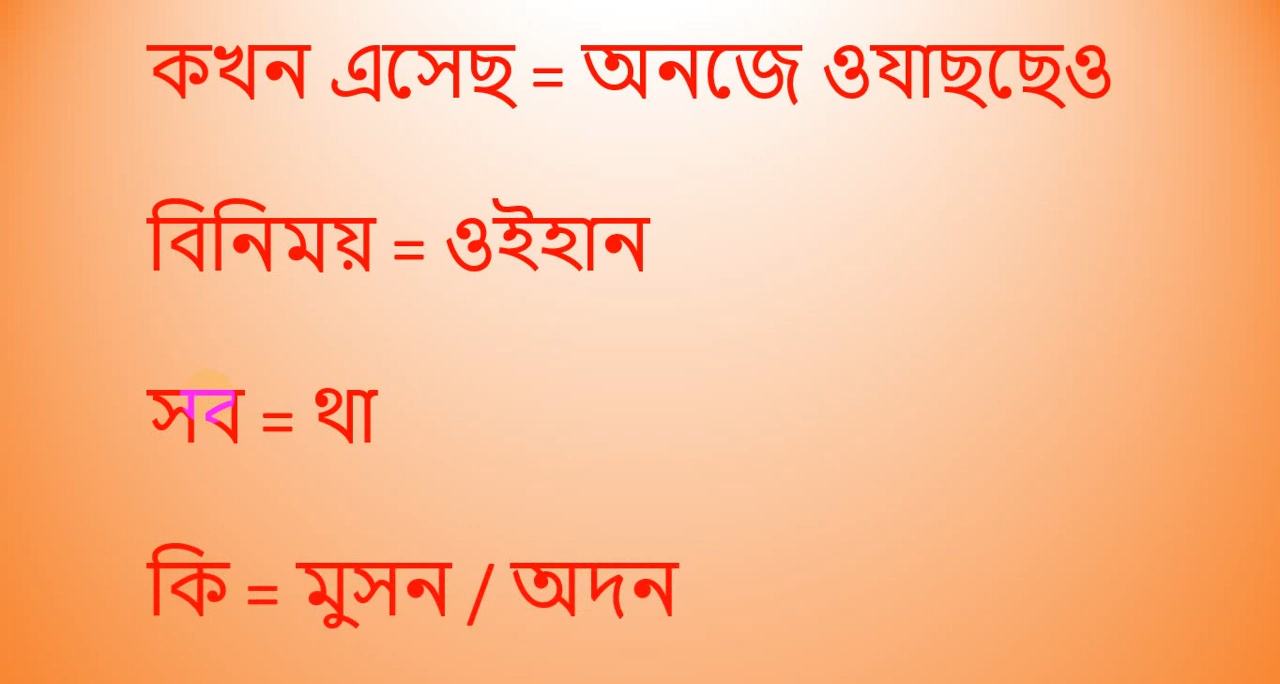 কখন এসেছ = অনজে ওযাছছেও
বিনিময় = ওইহান
সব = থা
কি = মুসন / অদন